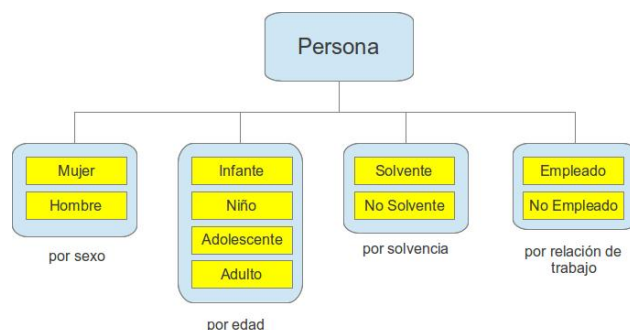 Persona
Mujer
Hombre
por sexo
Infante
Niño
Adolescente
Adulto
por edad
Solvente
No Solvente
por solvencia
Empleado
No Empleado
por relación de
trabajo